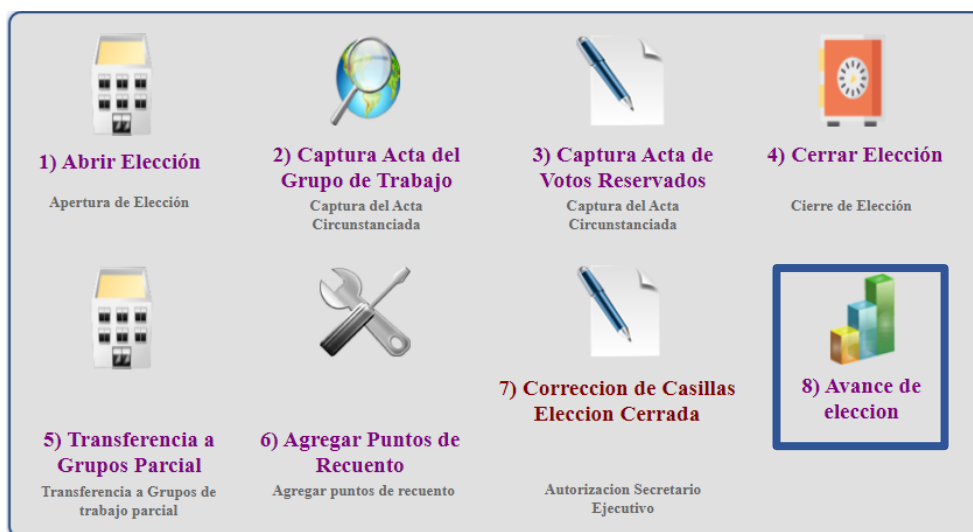 1) Abrir Elección
Apertura de Elección
2) Captura Acta del
Grupo de Trabajo
Captura del Acta
Circunstanciada
3) Captura Acta de
Votos Reservados
Captura del Acta
Circunstanciada
4) Cerrar Elección
Cierre de Elección
5) Transferencia a
Grupos Parcial
Transferencia a Grupos de
trabajo parcial
6) Agregar Puntos de
Recuento
Agregar puntos de recuento
7) Correccion de Casillas
Eleccion Cerrada
Autorizacion Secretario
Ejecutivo
8) Avance de
eleccion